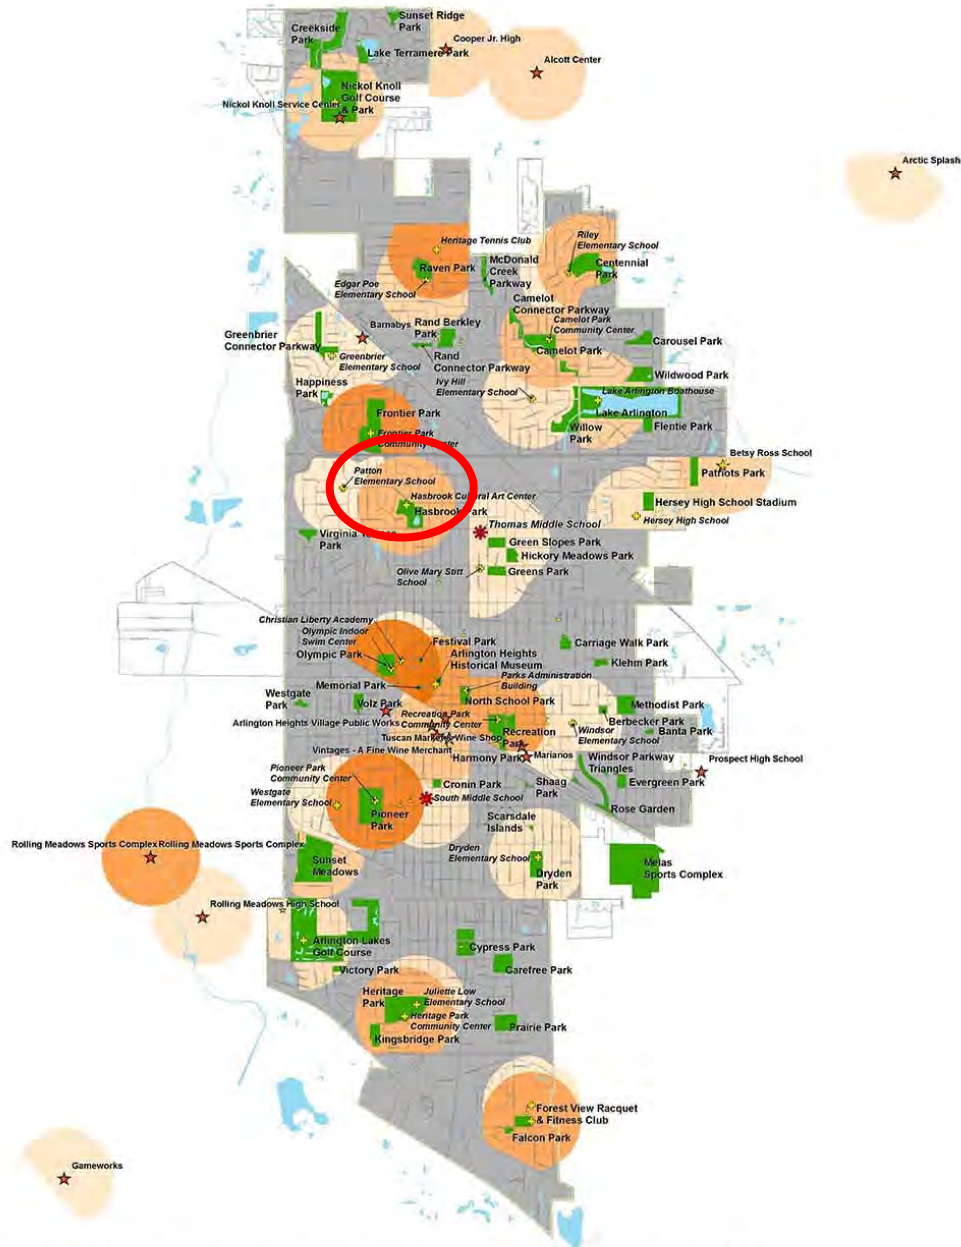 Sunset Ridge
Park
Creekside
Park
Cooper Jr. High
Lake Terramere Park
Alcott Center
Nickol Knoll
Golf Course
& Park
Nickol Knoll Service Center
Arctic Splash
Heritage Tennis Club
Riley
Elementary School
Raven Park
McDonald
Creek
Parkway
Centennial
Park
Edgar Poe
Elementary School
Camelot
Connector Parkway
Camelot Park
Community Center
Barnabys
Rand Berkley
Park
Greenbrier
Connector Parkway
Carousel Park
Camelot Park
Greenbrier
Elementary School
Rand
Connector Parkway
Wildwood Park
Ivy Hill
Elementary School
Happiness
Park
Lake Arlington Boathouse
Frontier Park
Lake Arlington
Willow
Park
Flentie Park
Frontier Park
Community Center
Betsy Ross School
Patton
Elementary School
Patriots Park
Hasbrook Cultural Art Center
Hasbrook Park
Hersey High School Stadium
Hersey High School
Thomas Middle School
Virginia
Park
Green Slopes Park
Hickory Meadows Park
Olive Mary Stitt
School
Greens Park
Christian Liberty Academy
Olympic Indoor
Swim Center
Olympic Park
Festival Park
Carriage Walk Park
Arlington Heights
Historical Museum
Klehm Park
Parks Administration
Building
Memorial Park
Westgate
Park
Volz Park
North School Park
Methodist Park
Arlington Heights Village Public Works
Recreation Park
Community Center
Berbecker Park
Recreation
Park
Windsor
Elementary School
Banta Park
Tuscan Market & Wine Shop
Vintages - A Fine Wine Merchant
Harmony Park
Marianos
Windsor Parkway
Triangles
Prospect High School
Pioneer Park
Community Center
Cronin Park
Shaag
Park
Evergreen Park
Westgate
Elementary School
South Middle School
Rose Garden
Pioneer
Park
Scarsdale
Islands
Rolling Meadows Sports Complex
Rolling Meadows Sports Complex
Dryden
Elementary School
Sunset
Meadows
Dryden
Park
Melas
Sports Complex
Rolling Meadows High School
Arlington Lakes
Golf Course
Cypress Park
Victory Park
Carefree Park
Heritage
Park
Juliette Low
Elementary School
Heritage Park
Community Center
Prairie Park
Kingsbridge Park
Forest View Racquet
& Fitness Club
Falcon Park
Gameworks